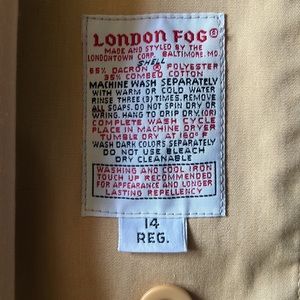 LONDON FOG®
MADE AND STYLED BY THE
LONDONTOWN CORP. BALTIMORE, MD.
SHELL
65% DACRON ® POLYESTER
35% COMBED COTTON
MACHINE WASH SEPARATELY
WITH WARM OR COLD WATER
RINSE THREE (3) TIMES. REMOVE
ALL SOAPS. DO NOT SPIN DRY OR
WRING. HANG TO DRIP DRY, (OR)
COMPLETE WASH CYCLE
PLACE IN MACHINE DRYER
TUMBLE DRY AT 160° F
WASH DARK COLORS SEPARATELY
DO NOT USE BLEACH
DRY CLEANABLE
WASHING AND COOL IRON
TOUCH UP RECOMMENDED
FOR APPEARANCE AND LONGER
LASTING REPELLENCY
14
REG.